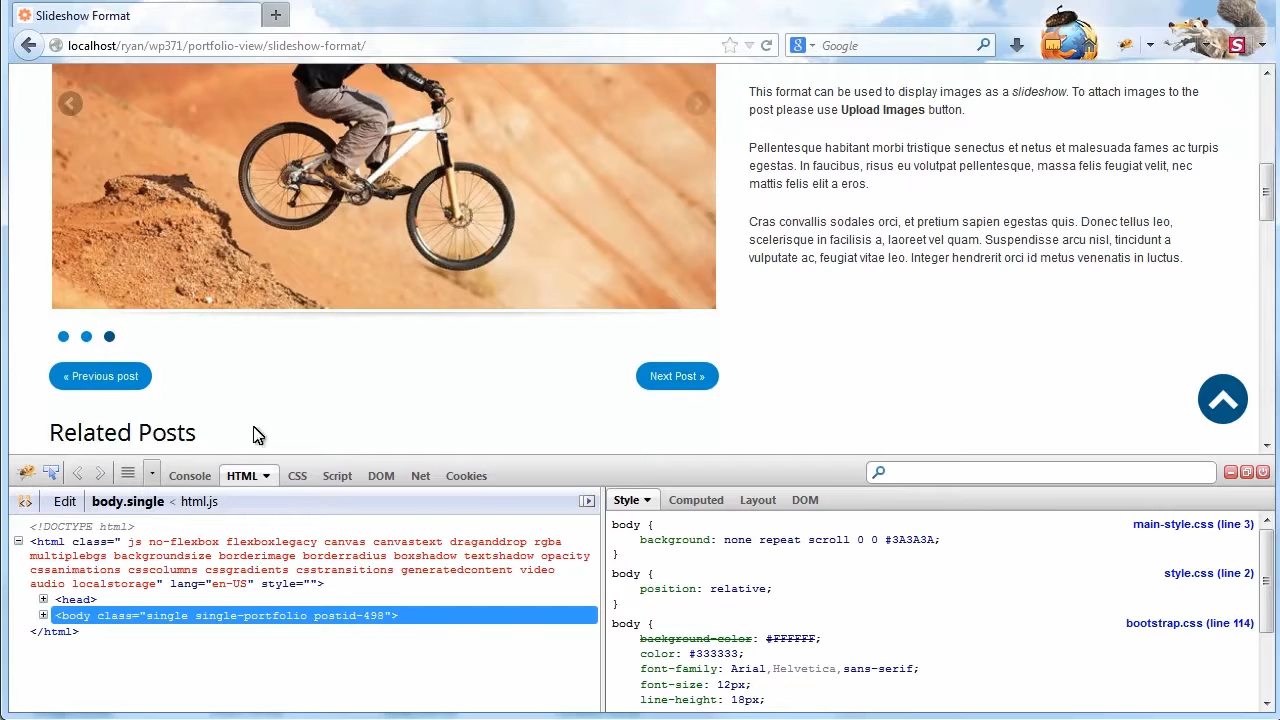 Slideshow Format
localhost/ryan/wp371/portfolio-view/slideshow-format/
Google
This format can be used to display images as a slideshow. To attach images to the
post please use Upload Images button.
Pellentesque habitant morbi tristique senectus et netus et malesuada fames ac turpis
egestas. In faucibus, risus eu volutpat pellentesque, massa felis feugiat velit, nec
mattis felis elit a eros.
Cras convallis sodales orci, et pretium sapien egestas quis. Donec tellus leo,
scelerisque in facilisis a, laoreet vel quam. Suspendisse arcu nisl, tincidunt a
vulputate ac, feugiat vitae leo. Integer hendrerit orci id metus venenatis in luctus.
« Previous post
Next Post »
Related Posts
Console HTML CSS Script DOM Net Cookies
Edit body.single < html.js
Style Computed Layout DOM
<!DOCTYPE html>
<html class=" js no-flexbox flexboxlegacy canvas canvastext draganddrop rgba
multiplebgs backgroundsize borderimage borderradius boxshadow textshadow opacity
cssanimations csscolumns cssgradients csstransitions generatedcontent video
audio localstorage" lang="en-US" style="">
<head>
<body class="single single-portfolio postid-498">
</html>
body { main-style.css (line 3)
background: none repeat scroll 0 0 #3A3A3A;
}
body { style.css (line 2)
position: relative;
}
body { bootstrap.css (line 114)
background-color: #FFFFFF;
color: #333333;
font-family: Arial,Helvetica,sans-serif;
font-size: 12px;
line-height: 18px;